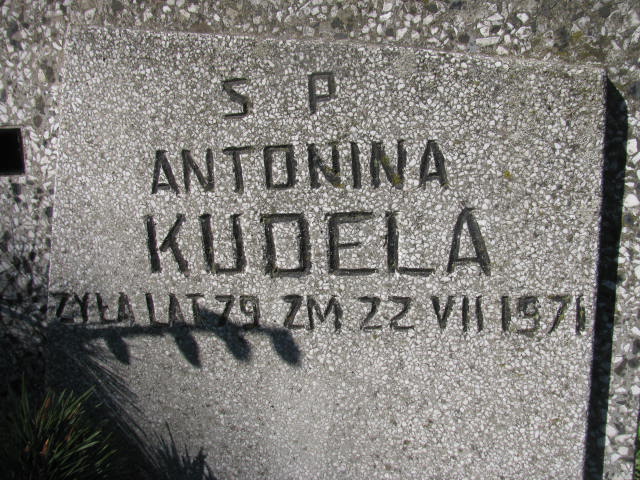 S P
ANTONINA
KUDELA
ŻYŁA LAT 79 ZM 22 VII 1971